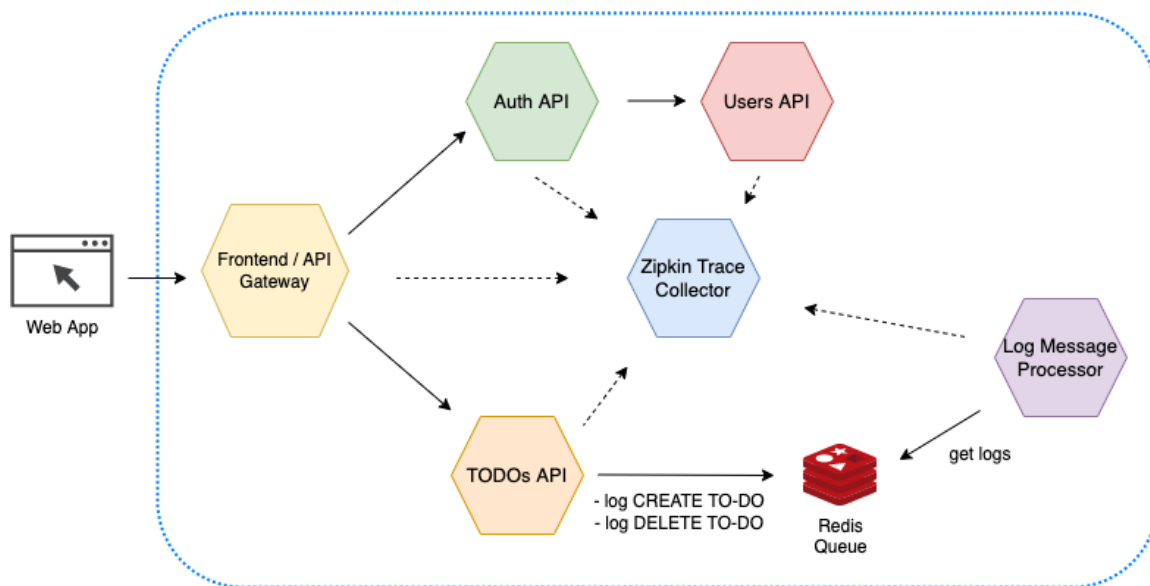 Auth API
Users API
Frontend / API
Gateway
Zipkin Trace
Collector
Web App
Log Message
Processor
TODOs API
get logs
- log CREATE TO-DO
- log DELETE TO-DO
Redis
Queue